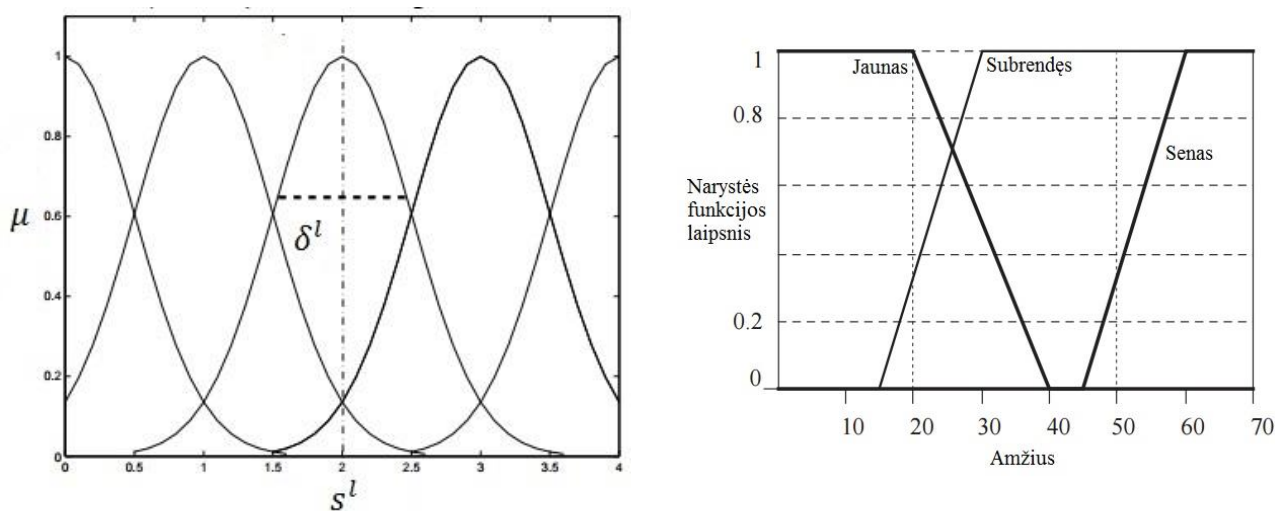 1
0.8
μ
0.6
0.4
0.2
0
δˡ
0 0.5 1 1.5 2 2.5 3 3.5 4
sˡ
1
Jaunas
Subrendęs
0.8
Senas
Narystės
funkcijos
laipsnis
0.2
0
10 20 30 40 50 60 70
Amžius